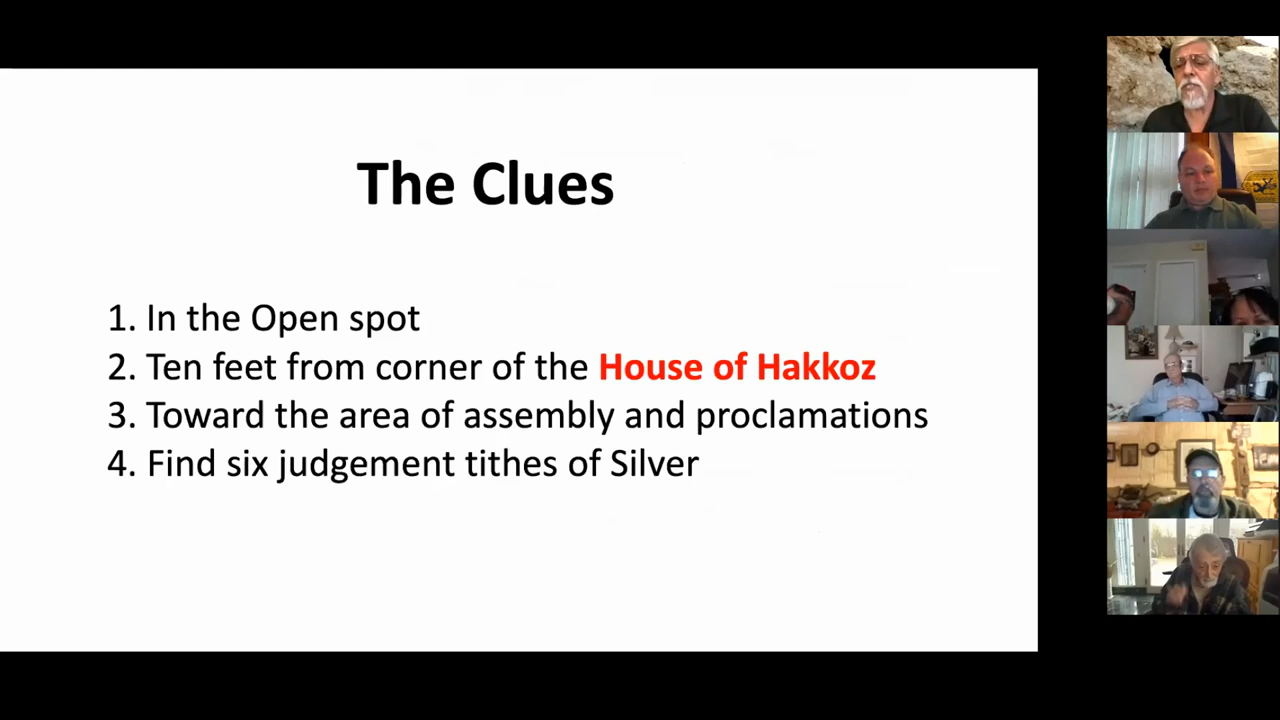 The Clues
1. In the Open spot
2. Ten feet from corner of the House of Hakkoz
3. Toward the area of assembly and proclamations
4. Find six judgement tithes of Silver